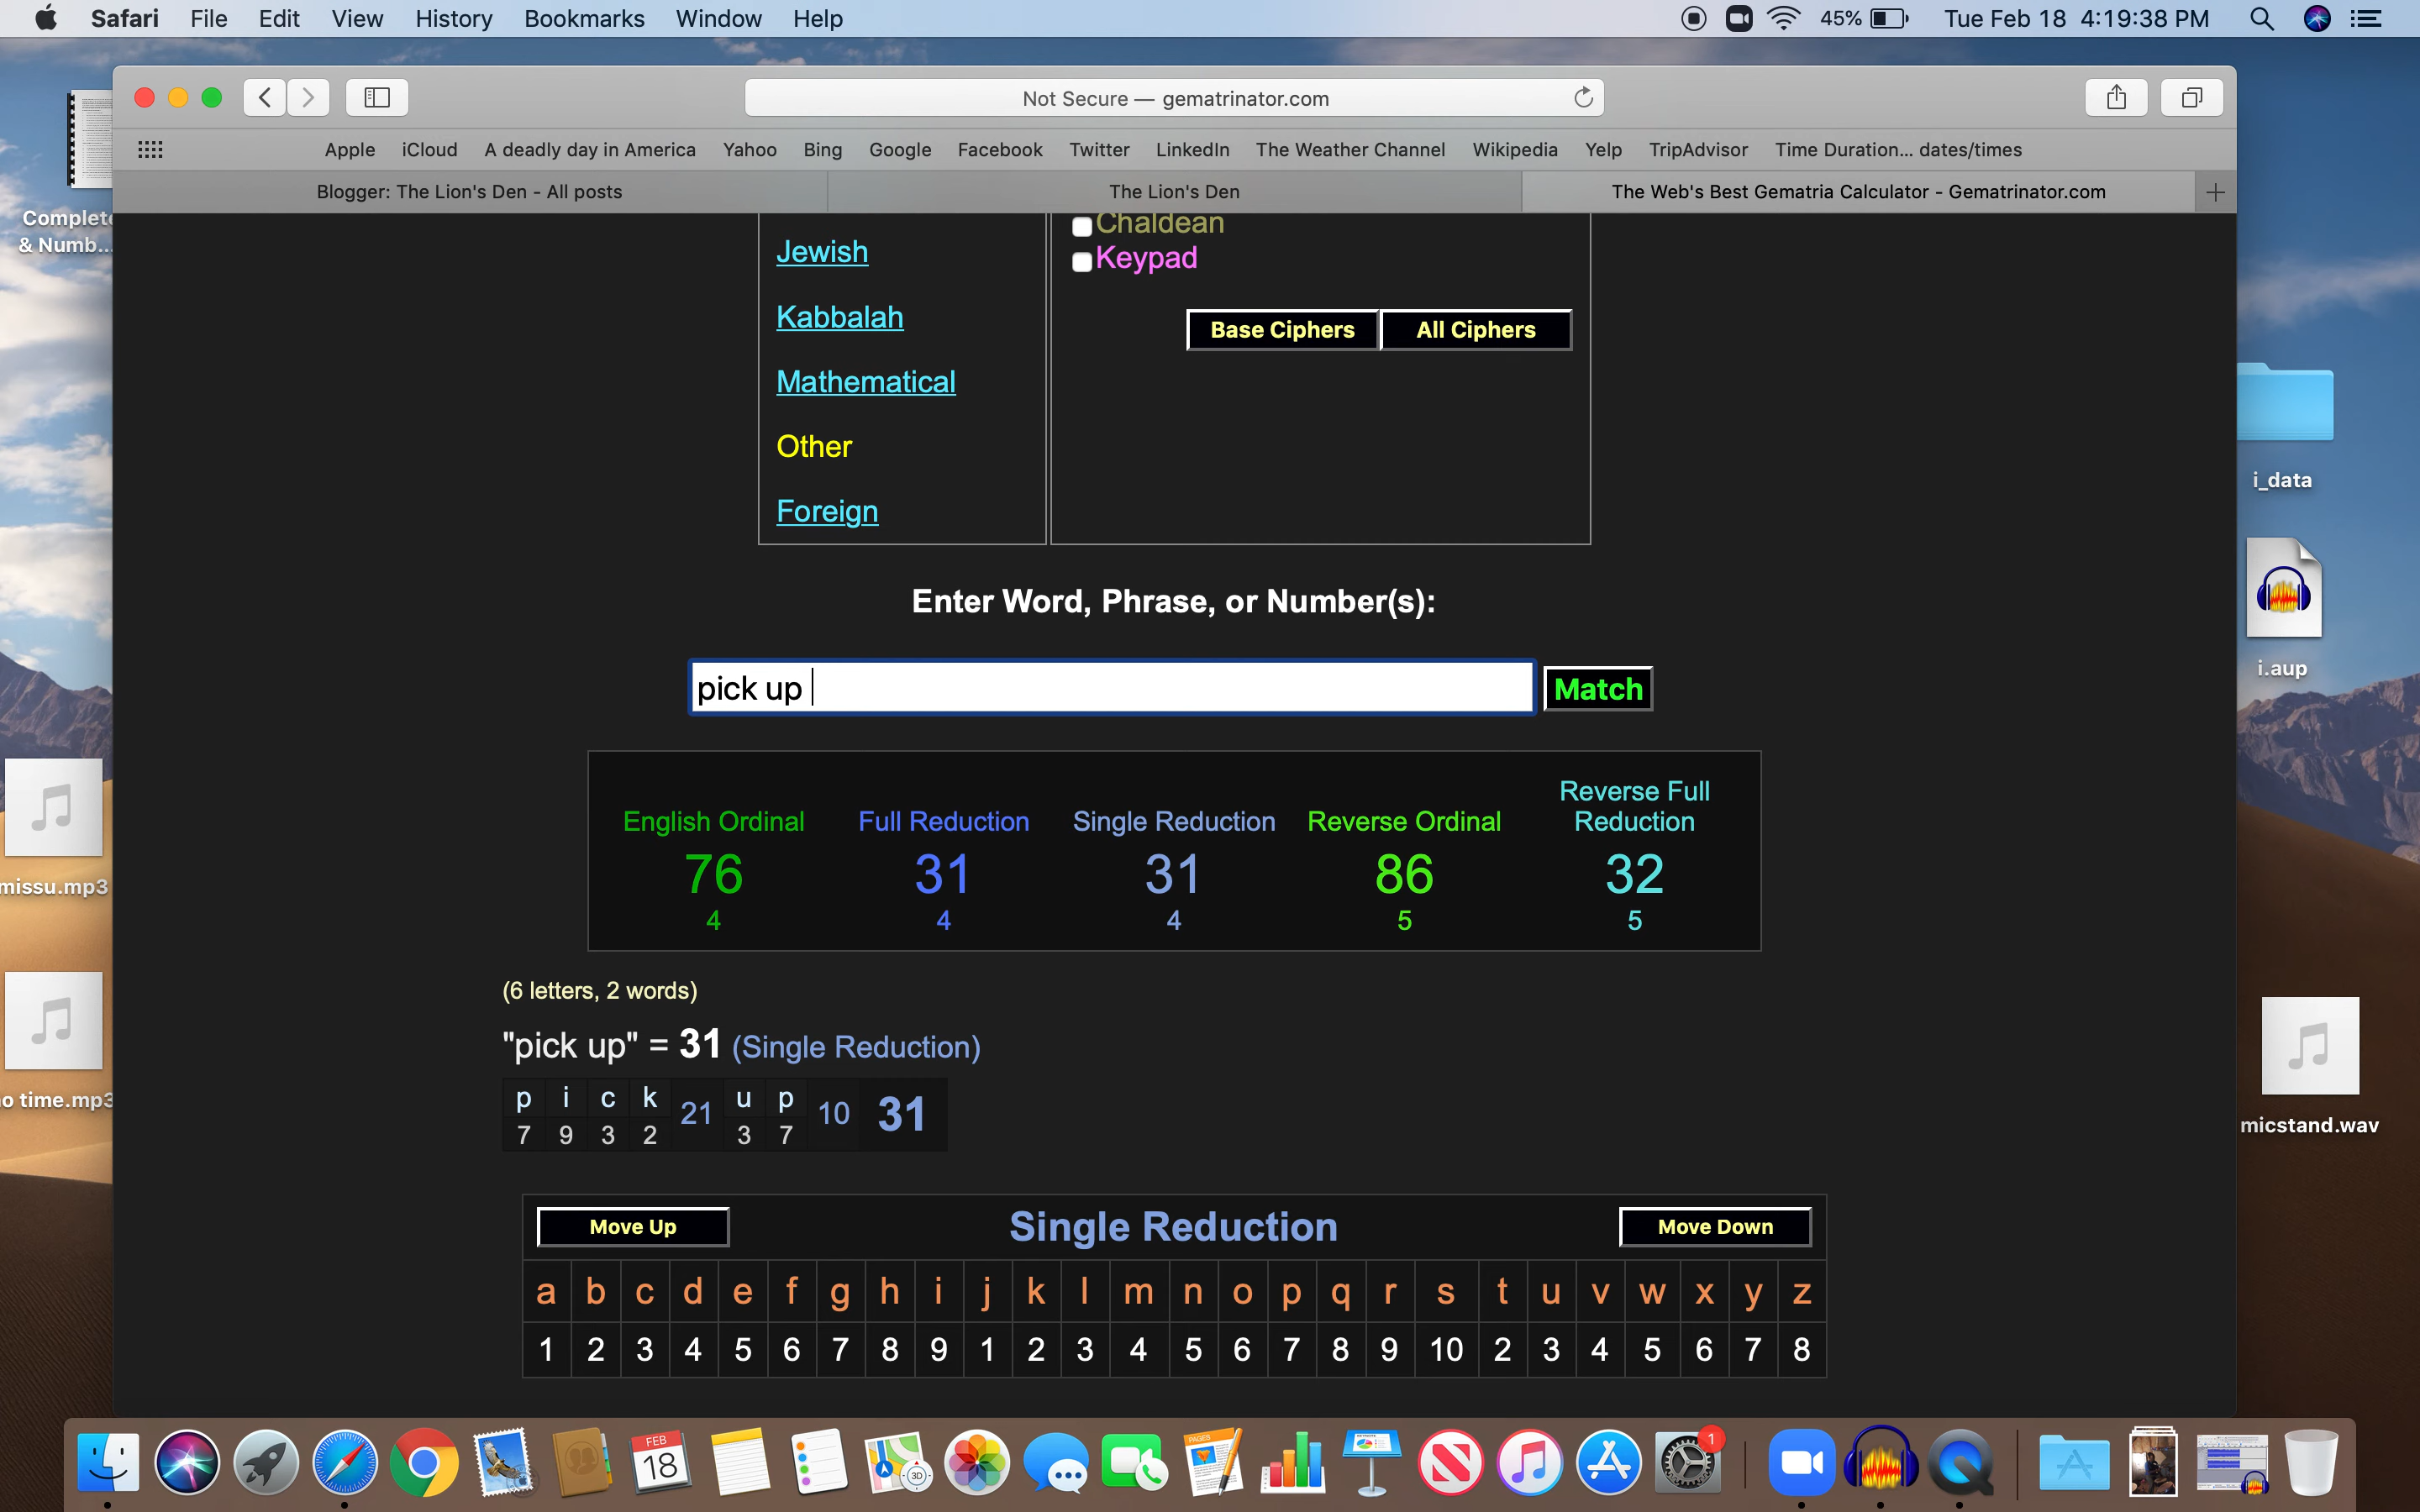 Safari File Edit View History Bookmarks Window Help 45% Tue Feb 18 4:19:38 PM
Not Secure — gematrinator.com
Apple iCloud A deadly day in America Yahoo Bing Google Facebook Twitter LinkedIn The Weather Channel Wikipedia Yelp TripAdvisor Time Duration... dates/times
Blogger: The Lion's Den - All posts The Lion's Den The Web's Best Gematria Calculator - Gematrinator.com
Complete
& Numb...
Chaldean
Jewish
Keypad
Kabbalah
Base Ciphers All Ciphers
Mathematical
Other
Foreign
i_data
Enter Word, Phrase, or Number(s):
i.aup
pick up Match
English Ordinal Full Reduction Single Reduction Reverse Ordinal Reverse Full Reduction
76 31 31 86 32
4 4 4 5 5
missu.mp3
(6 letters, 2 words)
"pick up" = 31 (Single Reduction)
p i c k 21 u p 10 31
7 9 3 2 3 7
o time.mp3
micstand.wav
Move Up Single Reduction Move Down
a b c d e f g h i j k l m n o p q r s t u v w x y z
1 2 3 4 5 6 7 8 9 1 2 3 4 5 6 7 8 9 10 2 3 4 5 6 7 8
FEB
18
3D
PAGES
1